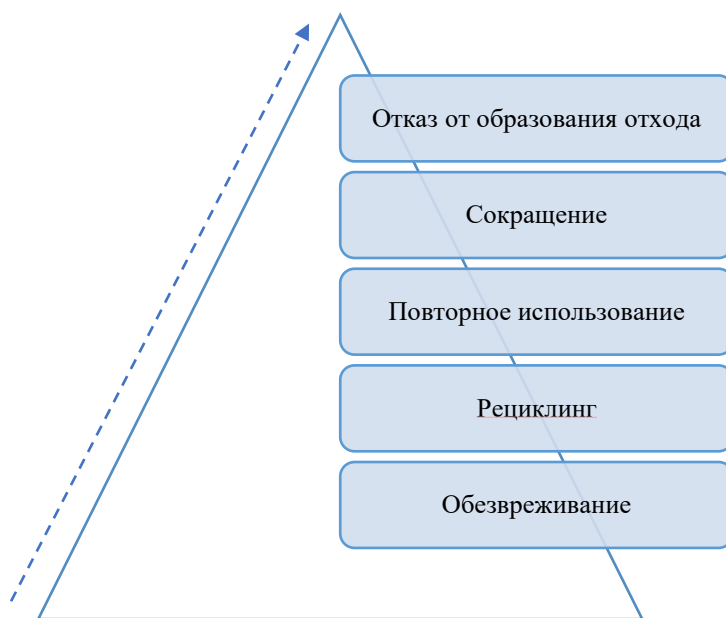 Отказ от образования отхода
Сокращение
Повторное использование
Рециклинг
Обезвреживание